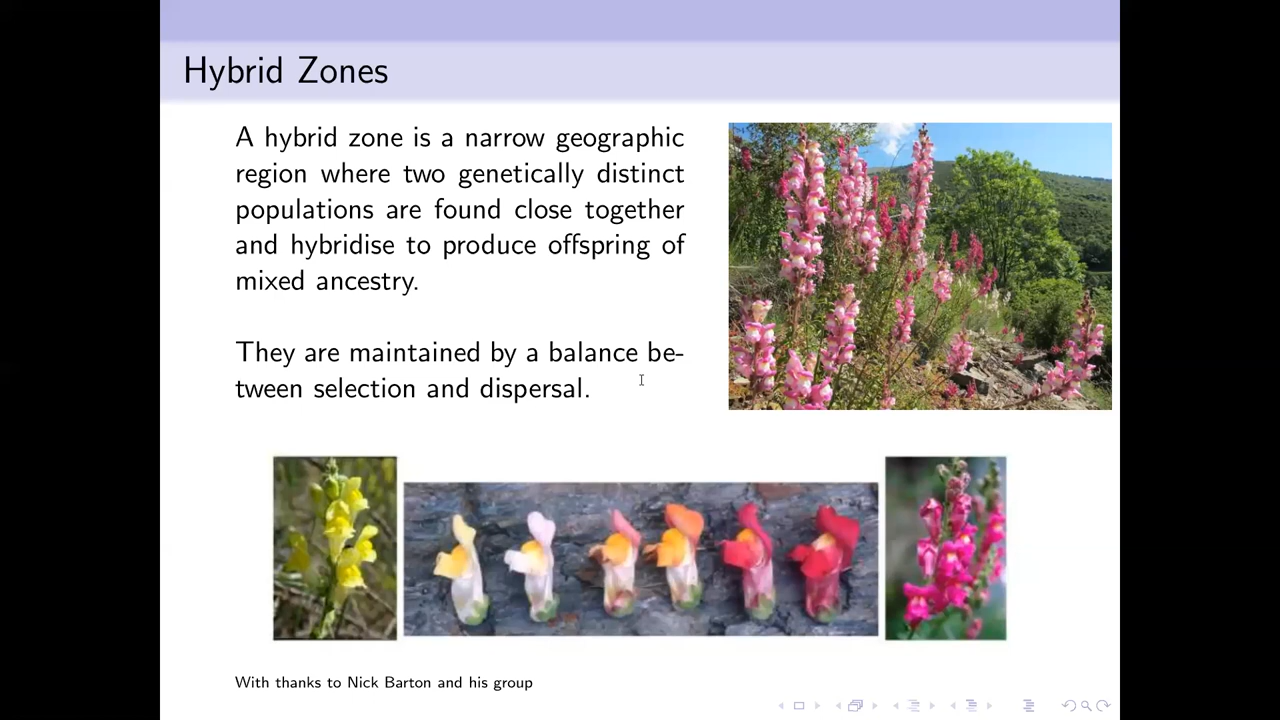 Hybrid Zones
A hybrid zone is a narrow geographic
region where two genetically distinct
populations are found close together
and hybridise to produce offspring of
mixed ancestry.
They are maintained by a balance be-
tween selection and dispersal.
With thanks to Nick Barton and his group